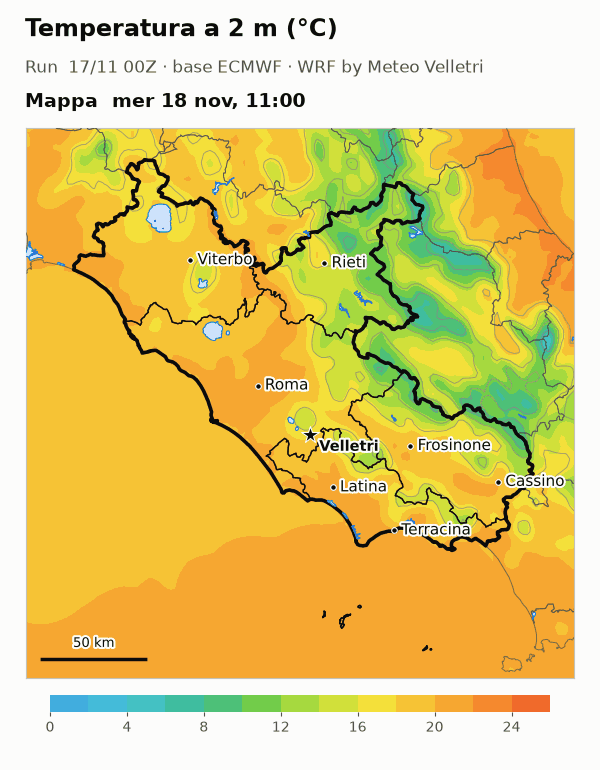 Temperatura a 2 m (°C)
Run  17/11 00Z · base ECMWF · WRF by Meteo Velletri
Mappa  mer 18 nov, 11:00
Viterbo
Rieti
Roma
Velletri
Frosinone
Cassino
Latina
Terracina
50 km
0 4 8 12 16 20 24